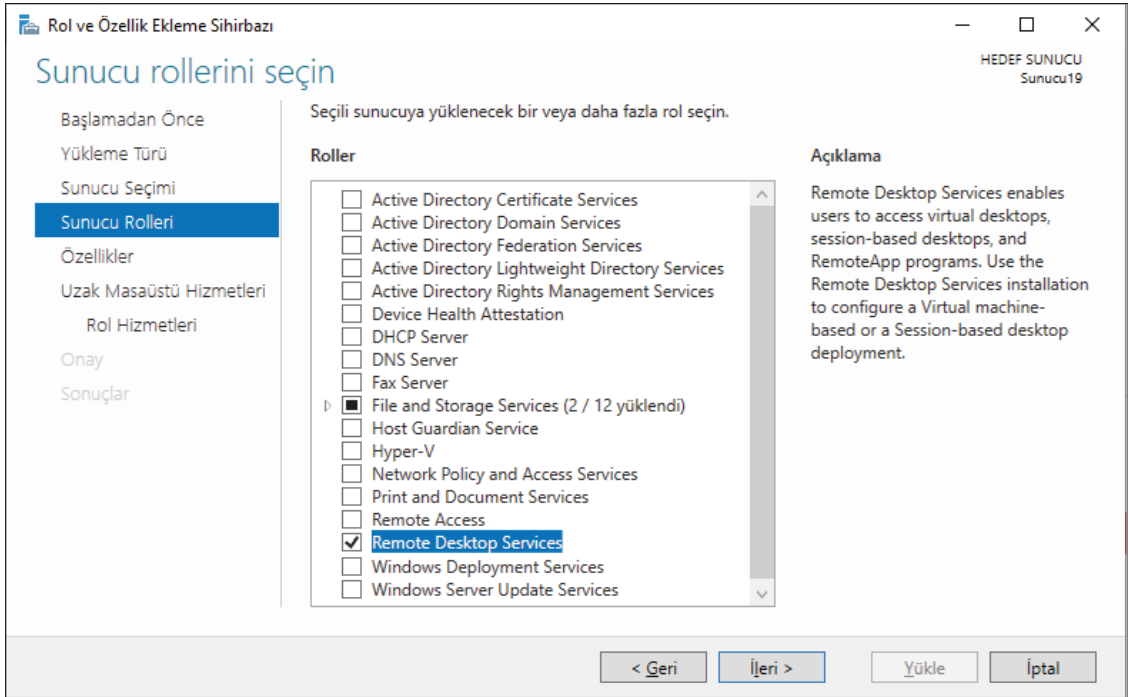 Rol ve Özellik Ekleme Sihirbazı
Sunucu rollerini seçin
HEDEF SUNUCU
Sunucu19
Başlamadan Önce
Yükleme Türü
Sunucu Seçimi
Sunucu Rolleri
Özellikler
Uzak Masaüstü Hizmetleri
Rol Hizmetleri
Onay
Sonuçlar
Seçili sunucuya yüklenecek bir veya daha fazla rol seçin.
Roller
Active Directory Certificate Services
Active Directory Domain Services
Active Directory Federation Services
Active Directory Lightweight Directory Services
Active Directory Rights Management Services
Device Health Attestation
DHCP Server
DNS Server
Fax Server
File and Storage Services (2 / 12 yüklendi)
Host Guardian Service
Hyper-V
Network Policy and Access Services
Print and Document Services
Remote Access
Remote Desktop Services
Windows Deployment Services
Windows Server Update Services
Açıklama
Remote Desktop Services enables
users to access virtual desktops,
session-based desktops, and
RemoteApp programs. Use the
Remote Desktop Services installation
to configure a Virtual machine-
based or a Session-based desktop
deployment.
< Geri
İleri >
Yükle
İptal